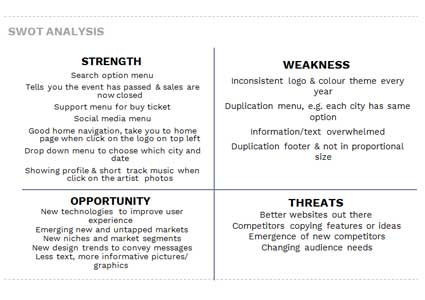 SWOT ANALYSIS
STRENGTH
Search option menu
Tells you the event has passed & sales are
now closed
Support menu for buy ticket
Social media menu
Good home navigation, take you to home
page when click on the logo on top left
Drop down menu to choose which city and
date
Showing profile & short track music when
click on the artist photos
WEAKNESS
Inconsistent logo & colour theme every
year
Duplication menu, e.g. each city has same
option
Information/text overwhelmed
Duplication footer & not in proportional
size
OPPORTUNITY
New technologies to improve user
experience
Emerging new and untapped markets
New niches and market segments
New design trends to convey messages
Less text, more informative pictures/
graphics
THREATS
Better websites out there
Competitors copying features or ideas
Emergence of new competitors
Changing audience needs